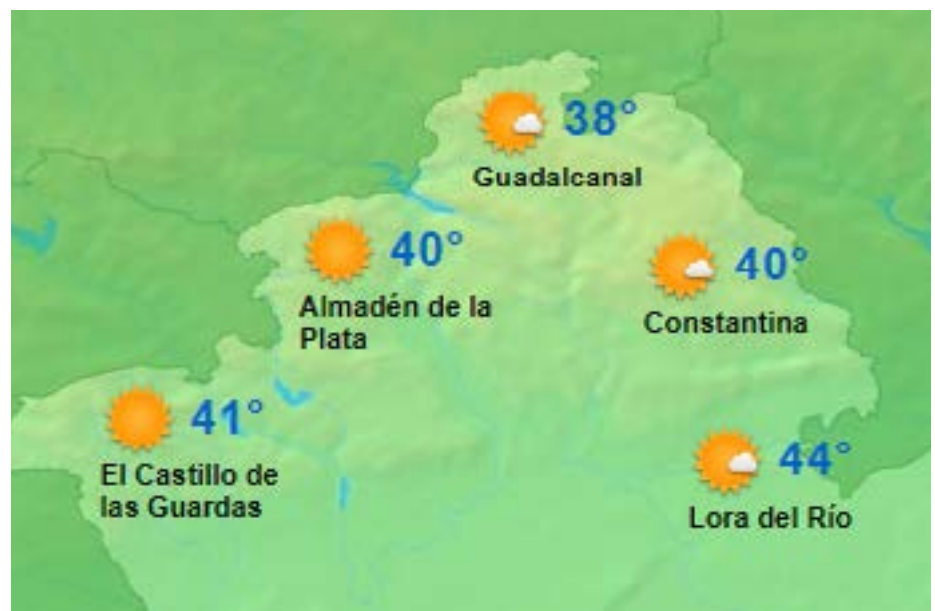 38°
Guadalcanal
40°
Almadén de la
Plata
40°
Constantina
41°
El Castillo de
las Guardas
44°
Lora del Río